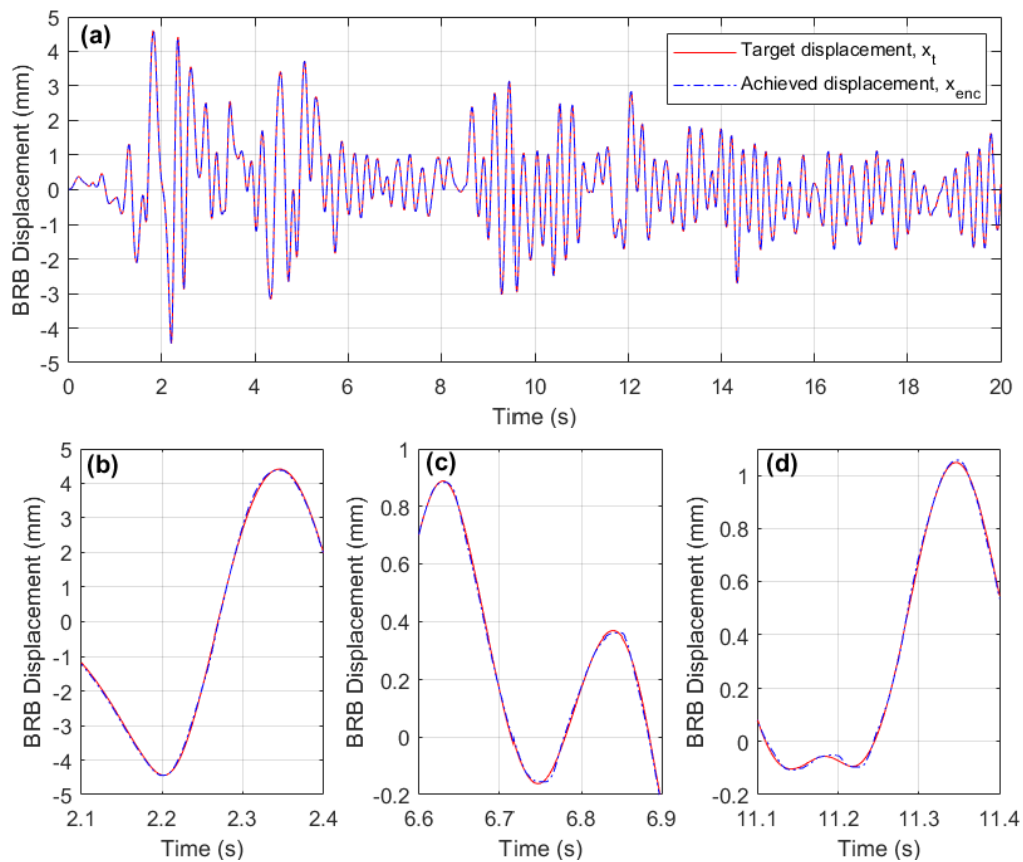 (a)
Target displacement, x_t
Achieved displacement, x_enc
BRB Displacement (mm)
5
4
3
2
1
0
-1
-2
-3
-4
-5
0 2 4 6 8 10 12 14 16 18 20
Time (s)
(b)
BRB Displacement (mm)
5
4
3
2
1
0
-1
-2
-3
-4
-5
2.1 2.2 2.3 2.4
Time (s)
(c)
BRB Displacement (mm)
1
0.8
0.6
0.4
0.2
0
-0.2
6.6 6.7 6.8 6.9
Time (s)
(d)
BRB Displacement (mm)
1
0.8
0.6
0.4
0.2
0
-0.2
11.1 11.2 11.3 11.4
Time (s)